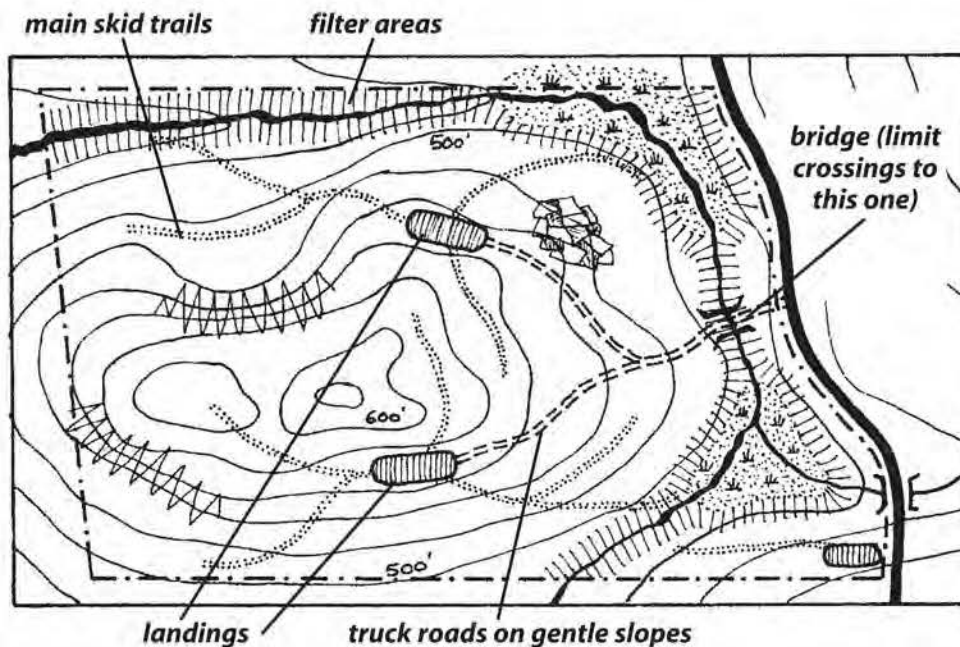 main skid trails
filter areas
bridge (limit
crossings to
this one)
500'
600'
500'
landings
truck roads on gentle slopes